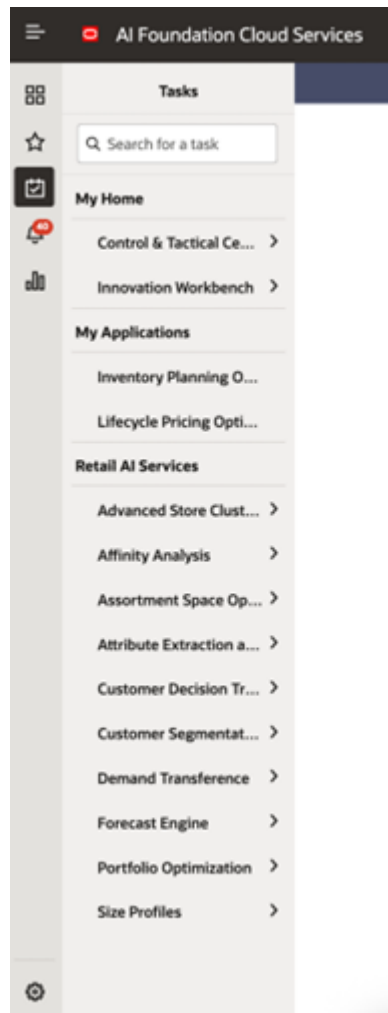 AI Foundation Cloud Services
Tasks
Search for a task
My Home
40
Control & Tactical Ce...
Innovation Workbench
My Applications
Inventory Planning O...
Lifecycle Pricing Opti...
Retail AI Services
Advanced Store Clust...
Affinity Analysis
Assortment Space Op...
Attribute Extraction a...
Customer Decision Tr...
Customer Segmentat...
Demand Transference
Forecast Engine
Portfolio Optimization
Size Profiles